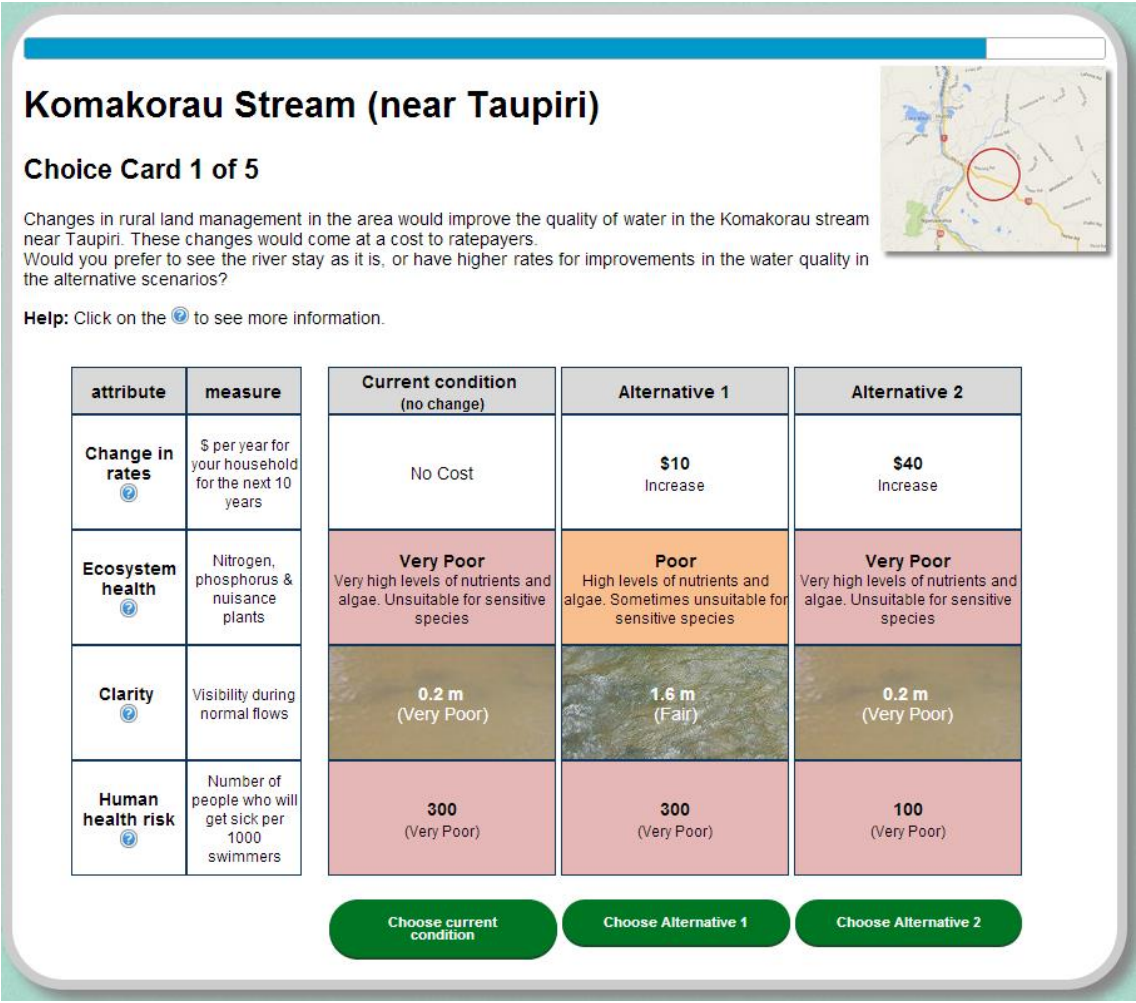 Komakorau Stream (near Taupiri)
Choice Card 1 of 5
Changes in rural land management in the area would improve the quality of water in the Komakorau stream
near Taupiri. These changes would come at a cost to ratepayers.
Would you prefer to see the river stay as it is, or have higher rates for improvements in the water quality in
the alternative scenarios?
Help: Click on the ? to see more information.
attribute
measure
Current condition
(no change)
Alternative 1
Alternative 2
Change in
rates
?
$ per year for
your household
for the next 10
years
No Cost
$10
Increase
$40
Increase
Ecosystem
health
?
Nitrogen,
phosphorus &
nuisance
plants
Very Poor
Very high levels of nutrients and
algae. Unsuitable for sensitive
species
Poor
High levels of nutrients and
algae. Sometimes unsuitable for
sensitive species
Very Poor
Very high levels of nutrients and
algae. Unsuitable for sensitive
species
Clarity
?
Visibility during
normal flows
0.2 m
(Very Poor)
1.6 m
(Fair)
0.2 m
(Very Poor)
Human
health risk
?
Number of
people who will
get sick per
1000
swimmers
300
(Very Poor)
300
(Very Poor)
100
(Very Poor)
Choose current
condition
Choose Alternative 1
Choose Alternative 2